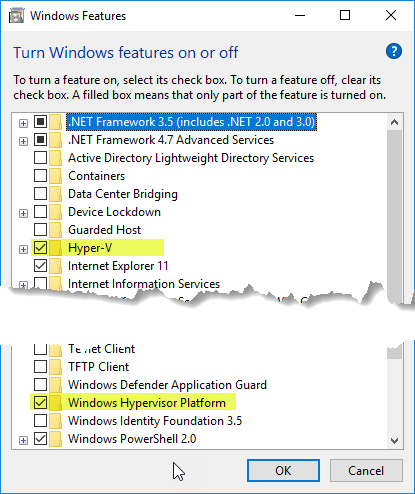 Windows Features
Turn Windows features on or off
To turn a feature on, select its check box. To turn a feature off, clear its
check box. A filled box means that only part of the feature is turned on.
.NET Framework 3.5 (includes .NET 2.0 and 3.0)
.NET Framework 4.7 Advanced Services
Active Directory Lightweight Directory Services
Containers
Data Center Bridging
Device Lockdown
Guarded Host
Hyper-V
Internet Explorer 11
Internet Information Services
Client
TFTP Client
Windows Defender Application Guard
Windows Hypervisor Platform
Windows Identity Foundation 3.5
Windows PowerShell 2.0
OK
Cancel